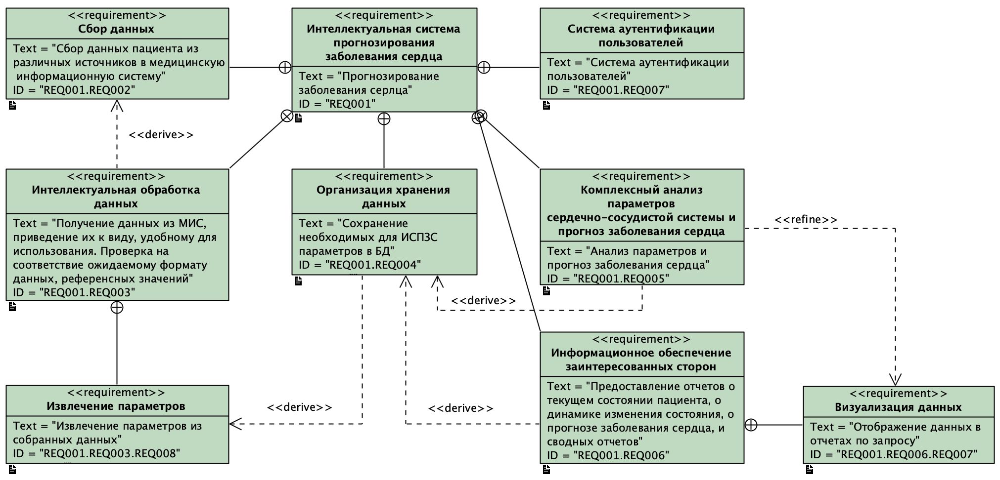 <<requirement>>
Сбор данных
Text = "Сбор данных пациента из
различных источников в медицинскую
информационную систему"
ID = "REQ001.REQ002"
<<requirement>>
Интеллектуальная система
прогнозирования
заболевания сердца
Text = "Прогнозирование
заболевания серлца"
ID = "REQ001"
<<requirement>>
Система аутентификации
пользователей
Text = "Система аутентификации
пользователей"
ID = "REQ001.REQ007"
<<derive>>
<<requirement>>
Интеллектуальная обработка
данных
Text = "Получение данных из МИС,
приведение их к виду, удобному для
использования. Проверка на
соответствие ожидаемому формату
данных, референсных значений"
ID = "REQ001.REQ003"
<<requirement>>
Организация хранения
данных
Text = "Сохранение
необходимых для ИСПЗС
параметров в БД"
ID = "REQ001.REQ004"
<<requirement>>
Комплексный анализ
параметров
сердечно-сосудистой системы и
прогноз заболевания сердца
Text = "Анализ параметров и
прогноз заболевания сердца"
ID = "REQ001.REQ005"
<<refine>>
<<derive>>
<<requirement>>
Извлечение параметров
Text = "Извлечение параметров из
собранных данных"
ID = "REQ001.REQ003.REQ008"
<<derive>>
<<derive>>
<<requirement>>
Информационное обеспечение
заинтересованных сторон
Text = "Предоставление отчетов о
текущем состоянии пациента, о
динамике изменения состояния, о
прогнозе заболевания сердца, и
сводных отчетов"
ID = "REQ001.REQ006"
<<requirement>>
Визуализация данных
Text = "Отображение данных в
отчетах по запросу"
ID = "REQ001.REQ006.REQ007"